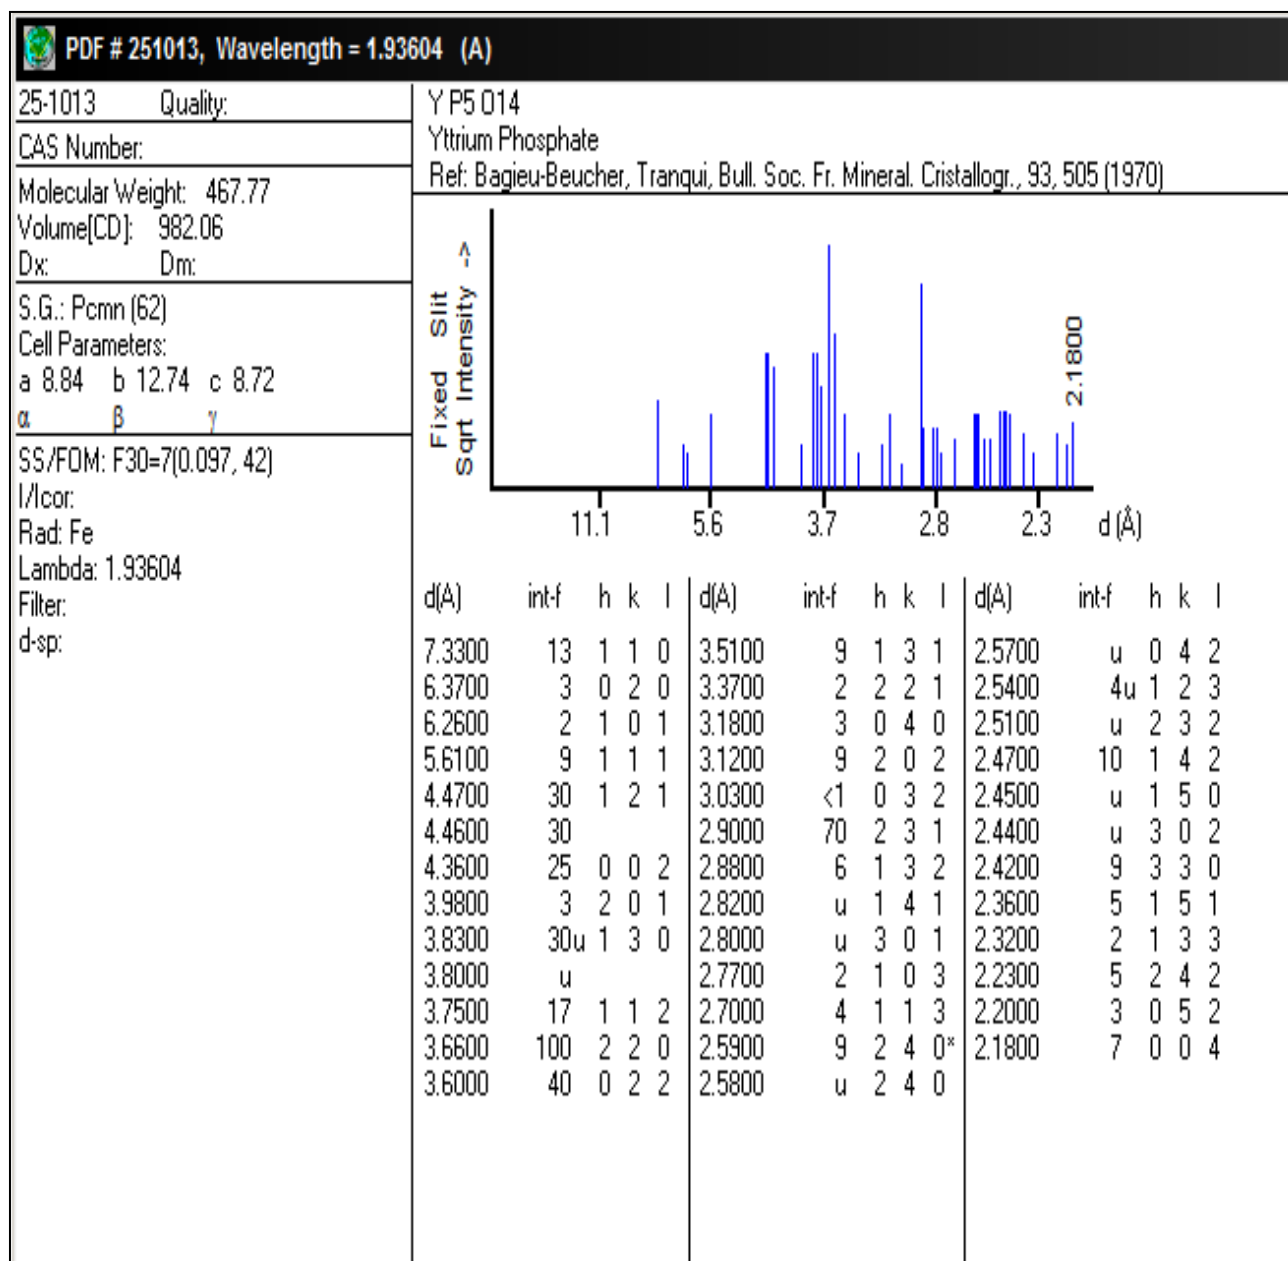 PDF # 251013, Wavelength = 1.93604 (A)
25-1013 Quality:
CAS Number:
Molecular Weight: 467.77
Volume[CD]: 982.06
Dx: Dm:
S.G.: Pcmn (62)
Cell Parameters:
a 8.84 b 12.74 c 8.72
α β γ
SS/FOM: F30=7(0.097, 42)
I/Icor:
Rad: Fe
Lambda: 1.93604
Filter:
d-sp:
Y P5 O14
Yttrium Phosphate
Ref: Bagieu-Beucher, Tranqui, Bull. Soc. Fr. Mineral. Cristallogr., 93, 505 (1970)
Fixed Slit
Sqrt Intensity ->
2.1800
11.1 5.6 3.7 2.8 2.3 d (Å)
d(A) int-f h k l d(A) int-f h k l d(A) int-f h k l
7.3300 13 1 1 0 3.5100 9 1 3 1 2.5700 u 0 4 2
6.3700 3 0 2 0 3.3700 2 2 2 1 2.5400 4u 1 2 3
6.2600 2 1 0 1 3.1800 3 0 4 0 2.5100 u 2 3 2
5.6100 9 1 1 1 3.1200 9 2 0 2 2.4700 10 1 4 2
4.4700 30 1 2 1 3.0300 <1 0 3 2 2.4500 u 1 5 0
4.4600 30 2.9000 70 2 3 1 2.4400 u 3 0 2
4.3600 25 0 0 2 2.8800 6 1 3 2 2.4200 9 3 3 0
3.9800 3 2 0 1 2.8200 u 1 4 1 2.3600 5 1 5 1
3.8300 30u 1 3 0 2.8000 u 3 0 1 2.3200 2 1 3 3
3.8000 u 2.7700 2 1 0 3 2.2300 5 2 4 2
3.7500 17 1 1 2 2.7000 4 1 1 3 2.2000 3 0 5 2
3.6600 100 2 2 0 2.5900 9 2 4 0* 2.1800 7 0 0 4
3.6000 40 0 2 2 2.5800 u 2 4 0